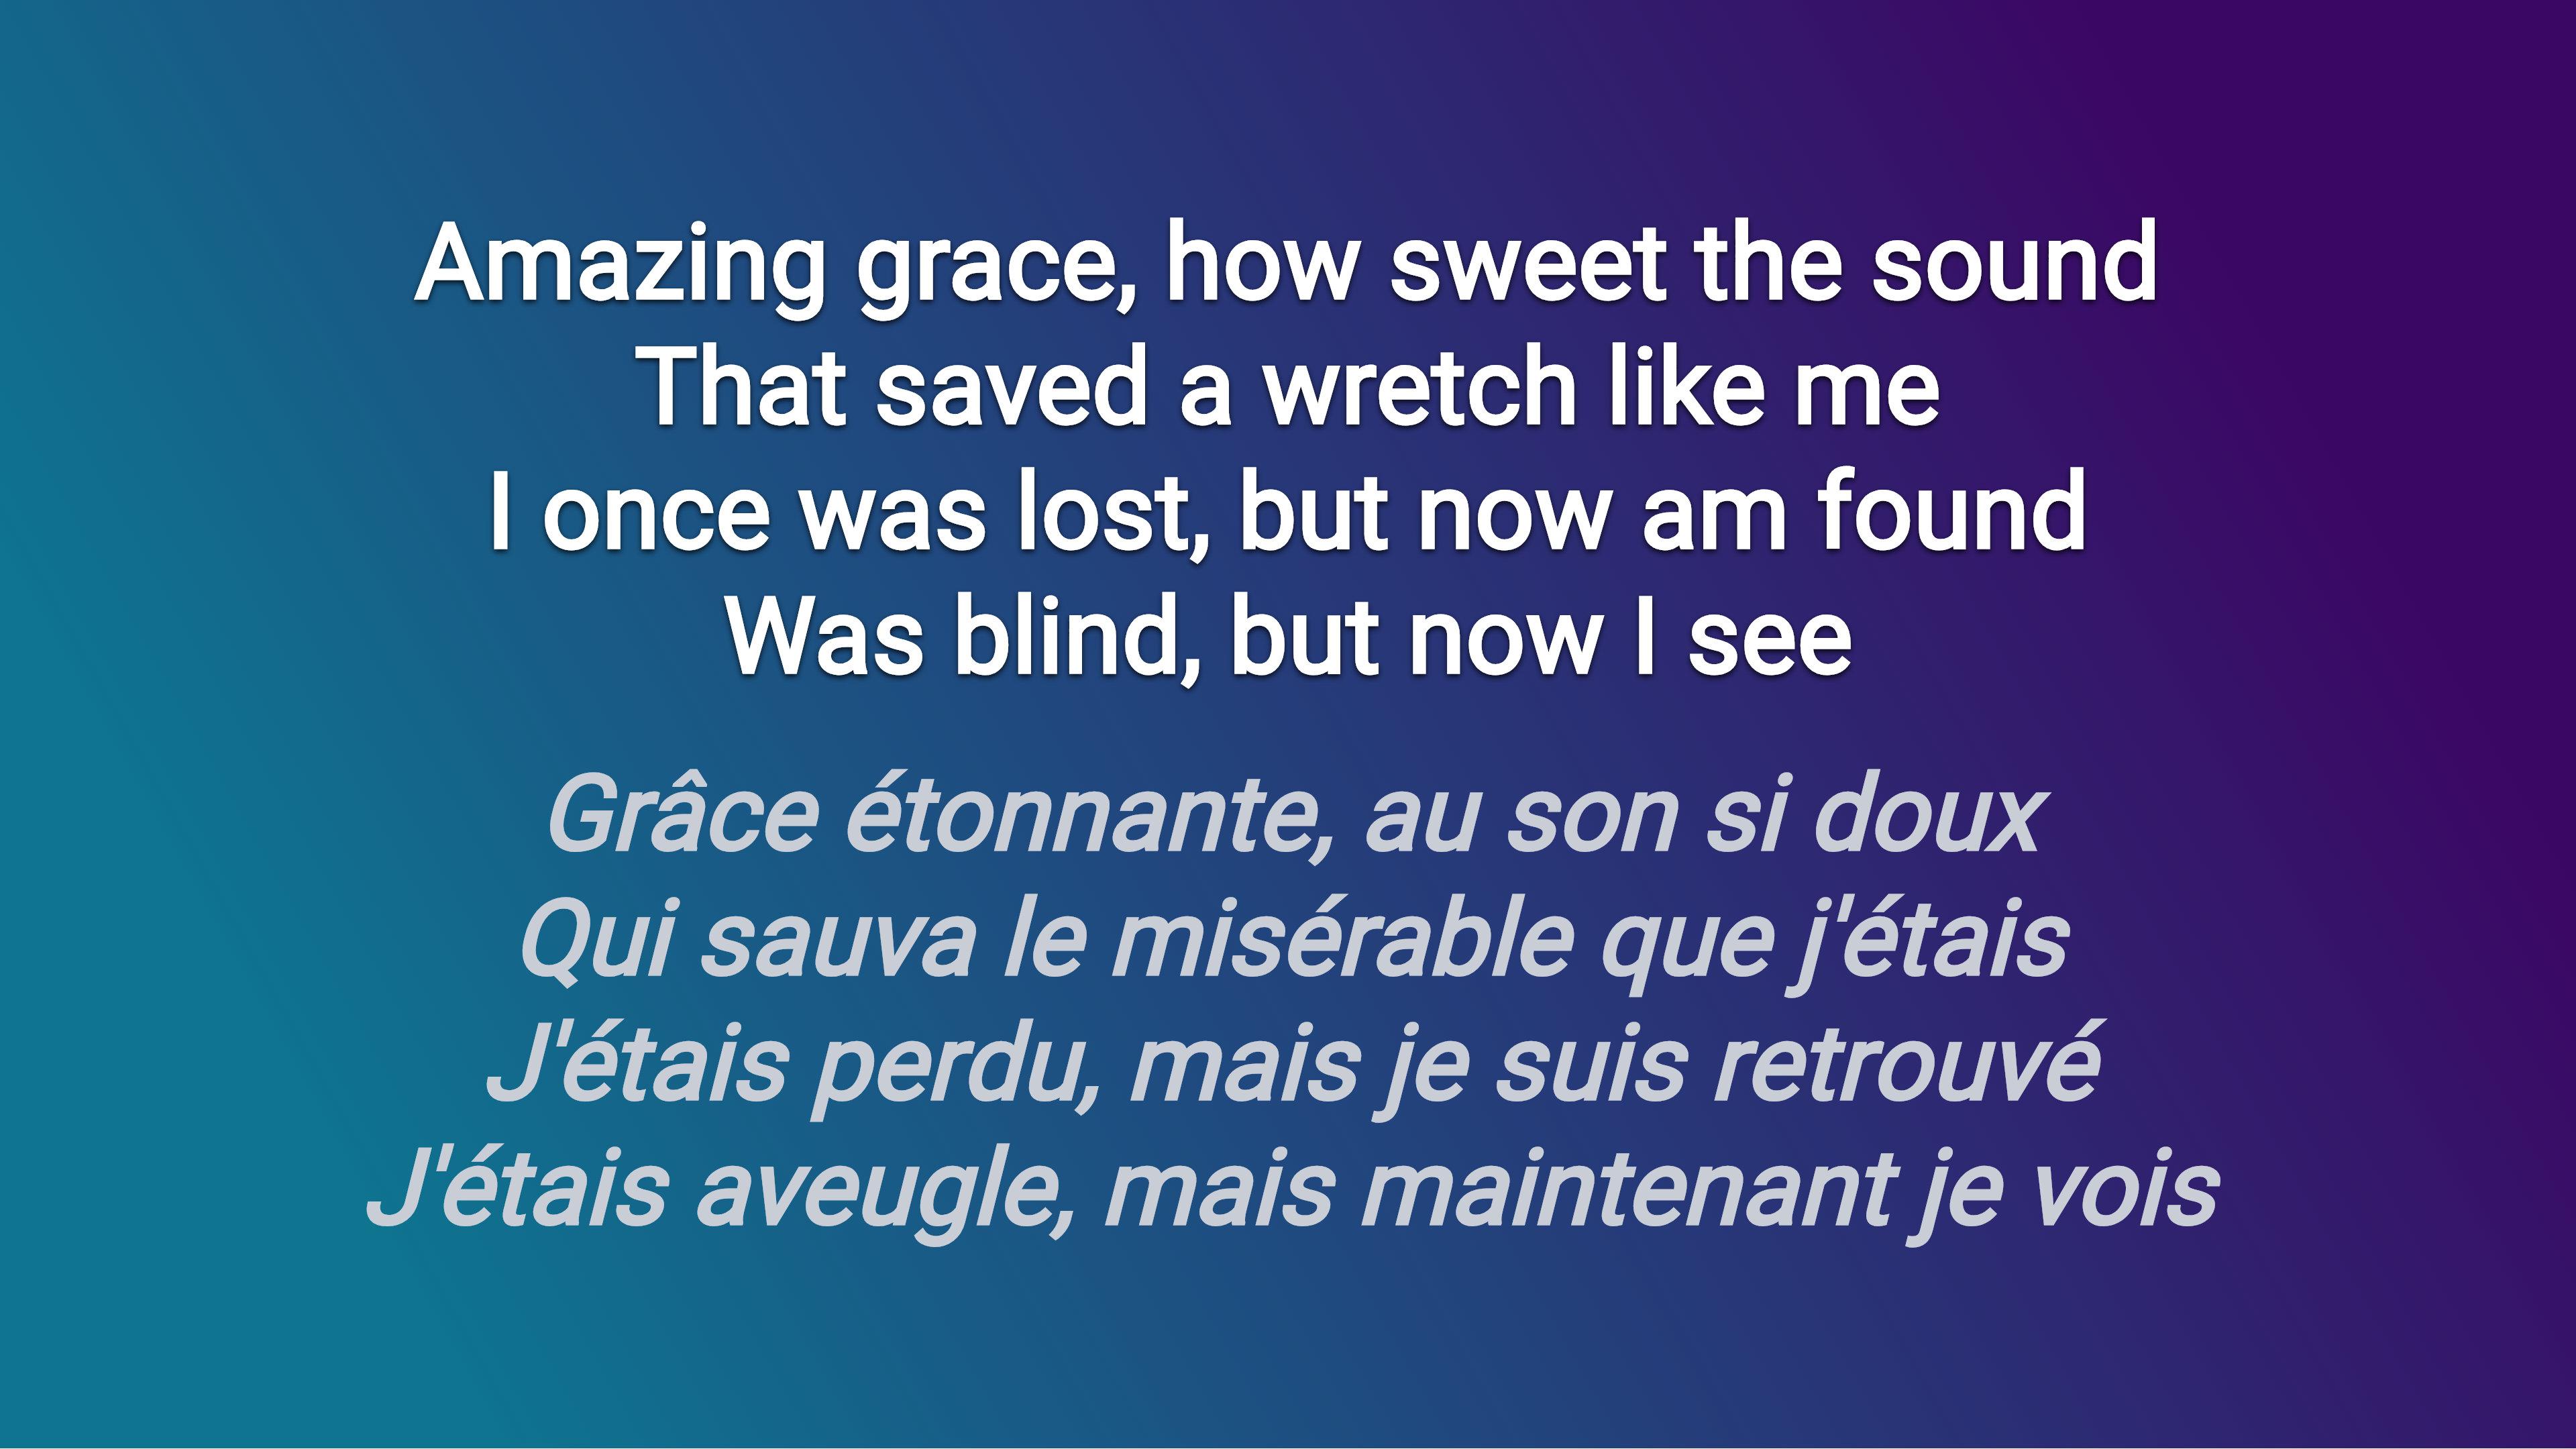 Amazing grace, how sweet the sound
That saved a wretch like me
I once was lost, but now am found
Was blind, but now I see
Grâce étonnante, au son si doux
Qui sauva le misérable que j'étais
J'étais perdu, mais je suis retrouvé
J'étais aveugle, mais maintenant je vois